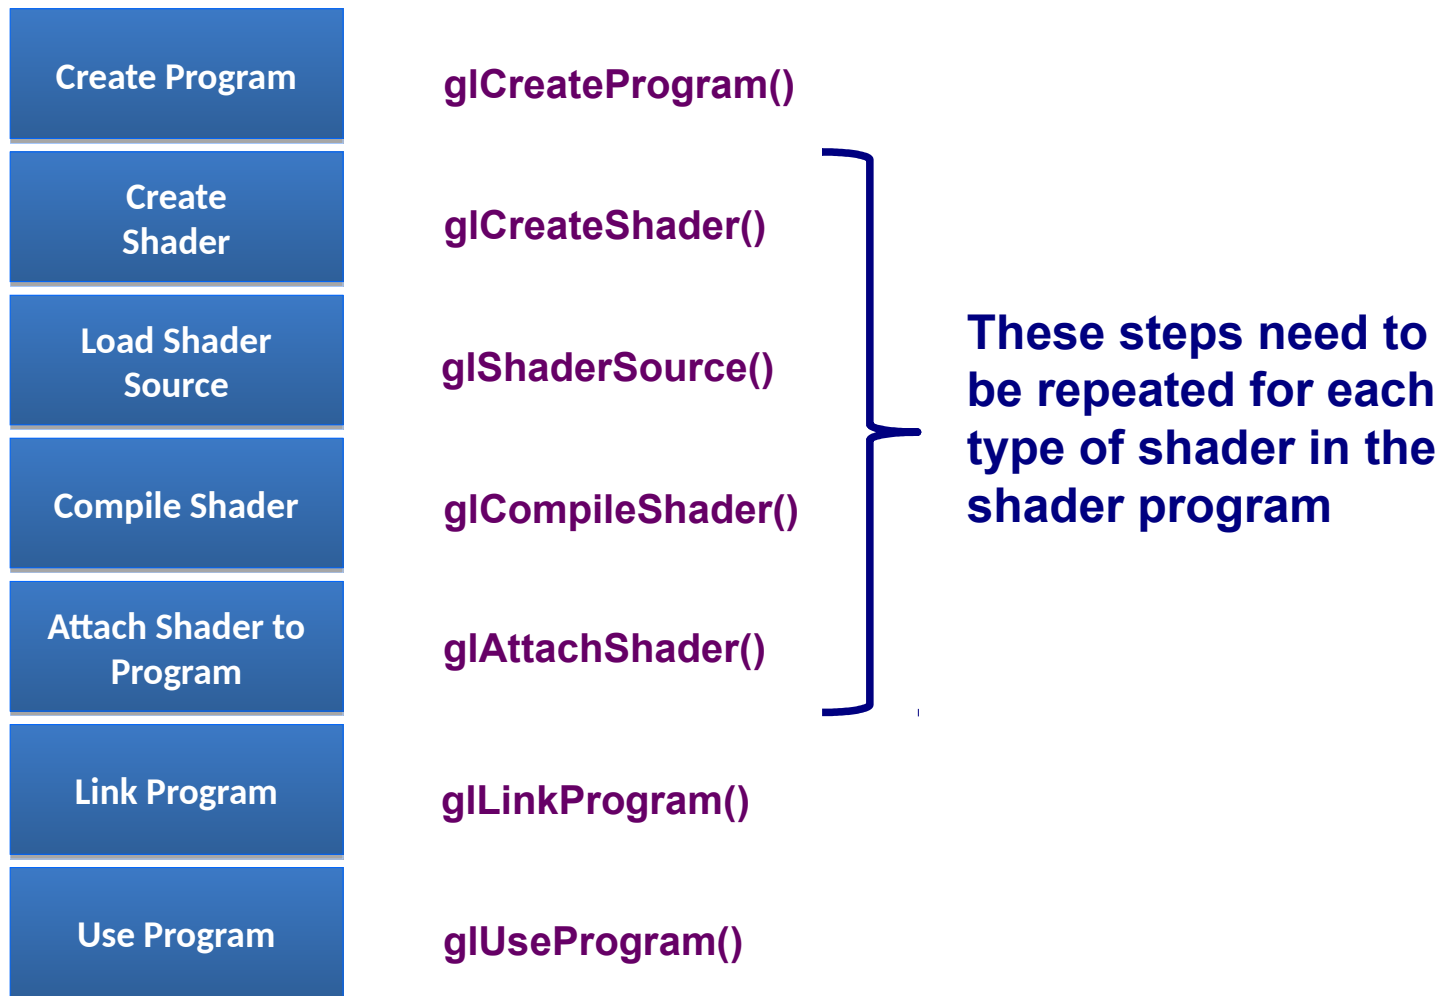 Create Program
glCreateProgram()
Create
Shader
glCreateShader()
Load Shader
Source
glShaderSource()
Compile Shader
glCompileShader()
Attach Shader to
Program
glAttachShader()
Link Program
glLinkProgram()
Use Program
glUseProgram()
These steps need to
be repeated for each
type of shader in the
shader program